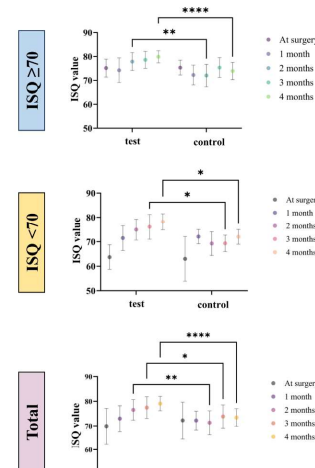 ISQ ≥70
ISQ value
90
80
70
60
50
****
**
test
control
At surgery
1 month
2 months
3 months
4 months
ISQ <70
ISQ value
90
80
70
60
50
*
*
test
control
At surgery
1 month
2 months
3 months
4 months
Total
ISQ value
90
80
70
60
****
*
**
At surgery
1 month
2 months
3 months
4 months